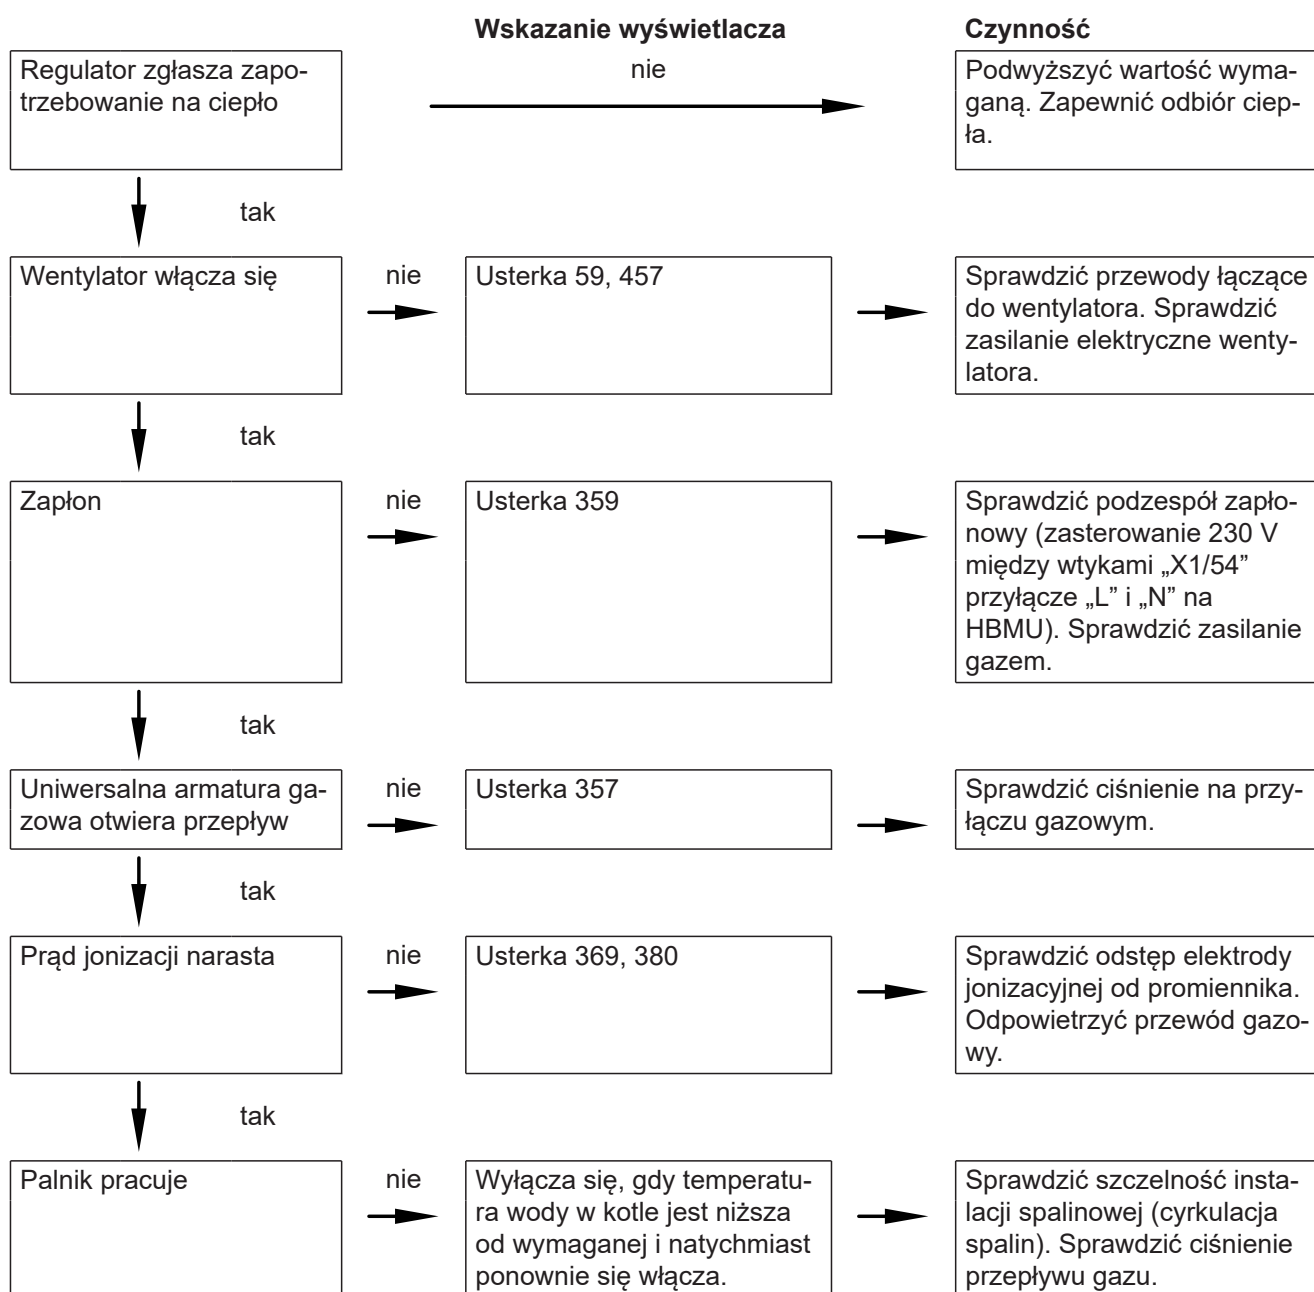 Wskazanie wyświetlacza
Czynność
Regulator zgłasza zapo-
trzebowanie na ciepło
nie
Podwyższyć wartość wyma-
ganą. Zapewnić odbiór ciep-
ła.
tak
Wentylator włącza się
nie
Usterka 59, 457
Sprawdzić przewody łączące
do wentylatora. Sprawdzić
zasilanie elektryczne wenty-
latora.
tak
Zapłon
nie
Usterka 359
Sprawdzić podzespół zapło-
nowy (zasterowanie 230 V
między wtykami „X1/54”
przyłącze „L” i „N” na
HBMU). Sprawdzić zasilanie
gazem.
tak
Uniwersalna armatura ga-
zowa otwiera przepływ
nie
Usterka 357
Sprawdzić ciśnienie na przy-
łączu gazowym.
tak
Prąd jonizacji narasta
nie
Usterka 369, 380
Sprawdzić odstęp elektrody
jonizacyjnej od promiennika.
Odpowietrzyć przewód gazo-
wy.
tak
Palnik pracuje
nie
Wyłącza się, gdy temperatu-
ra wody w kotle jest niższa
od wymaganej i natychmiast
ponownie się włącza.
Sprawdzić szczelność insta-
lacji spalinowej (cyrkulacja
spalin). Sprawdzić ciśnienie
przepływu gazu.